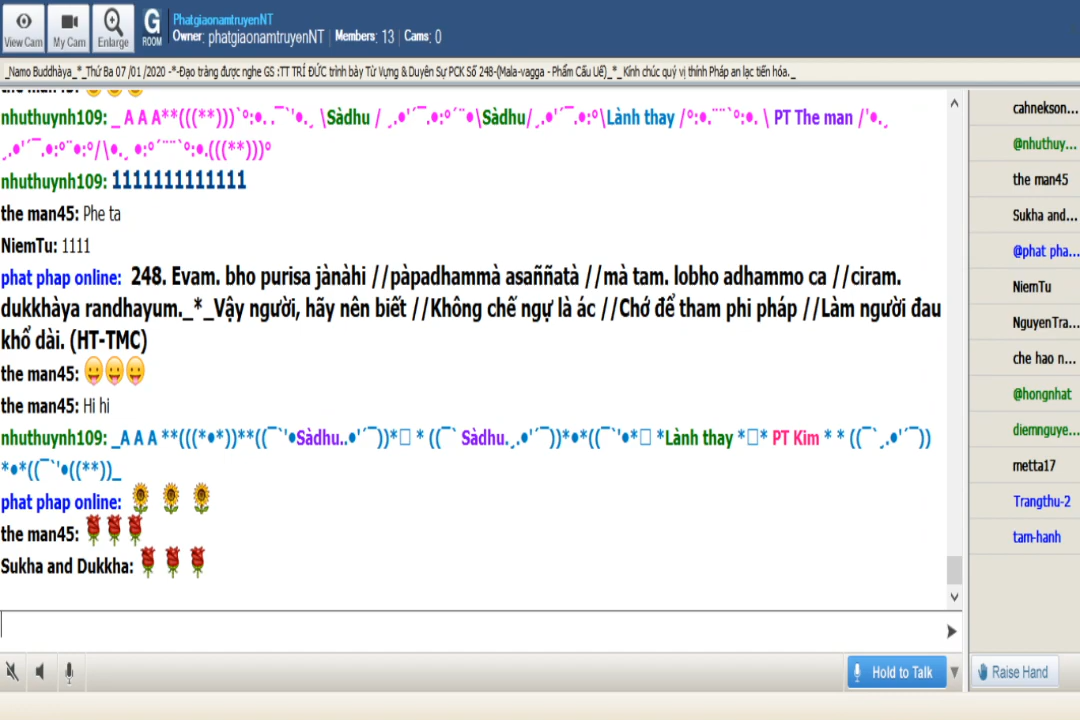 View Cam
My Cam
Enlarge
G ROOM
PhatgiaonamtruyenNT
Owner: phatgiaonamtruyenNT | Members: 13 | Cams: 0
_Namo Buddhàya_*_Thứ Ba 07 /01 /2020 -*-Đạo tràng được nghe GS :TT TRÍ ĐỨC trình bày Từ Vựng & Duyên Sự PCK Số 248-(Mala-vagga - Phẩm Cấu Uế)_*_ Kính chúc quý vị thính Pháp an lạc tiến hóa._
the man45:
nhuthuynh109: _ A A A**(((**)))`°:•. .¯`'•.¸ \Sàdhu / ¸.•'´¯.•:°´¨•\Sàdhu/¸.•'´¯.•:°\Lành thay /°:•.¨¨`°:•. \ PT The man /'•.¸
¸.•'´¯.•:°¨•:°/\•.¸ •:°´¨¨`°:•.(((**)))°
nhuthuynh109: 1111111111111
the man45: Phe ta
NiemTu: 1111
phat phap online: 248. Evam. bho purisa jànàhi //pàpadhammà asaññatà //mà tam. lobho adhammo ca //ciram.
dukkhàya randhayum._*_Vậy người, hãy nên biết //Không chế ngự là ác //Chớ để tham phi pháp //Làm người đau
khổ dài. (HT-TMC)
the man45:
the man45: Hi hi
nhuthuynh109: _A A A **(((*•*))**((¯`'•Sàdhu..•'´¯))*□ * ((¯` Sàdhu.¸.•'´¯))*•*((¯`'•*□ *Lành thay *□* PT Kim * * ((¯`¸.•'´¯))
*•*((¯`'•((**))_
phat phap online:
the man45:
Sukha and Dukkha:
cahnekson...
@nhuthuy...
the man45
Sukha and...
@phat pha...
NiemTu
NguyenTra...
che hao n...
@hongnhat
diemnguye...
metta17
Trangthu-2
tam-hanh
Hold to Talk
Raise Hand